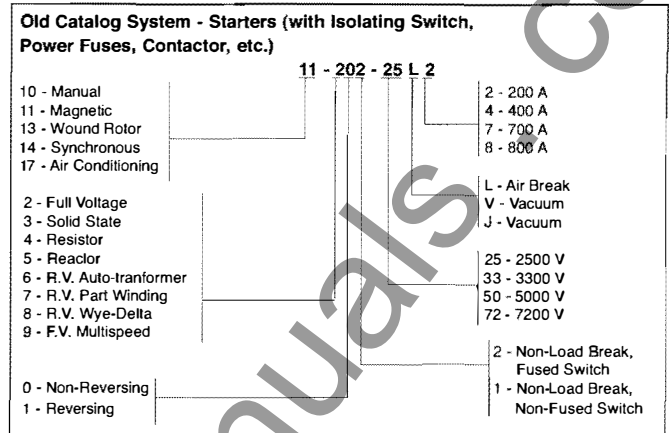 Old Catalog System - Starters (with Isolating Switch,
Power Fuses, Contactor, etc.)
11 - 202 - 25 L 2
10 - Manual
11 - Magnetic
13 - Wound Rotor
14 - Synchronous
17 - Air Conditioning
2 - Full Voltage
3 - Solid State
4 - Resistor
5 - Reactor
6 - R.V. Auto-tranformer
7 - R.V. Part Winding
8 - R.V. Wye-Delta
9 - F.V. Multispeed
0 - Non-Reversing
1 - Reversing
2 - 200 A
4 - 400 A
7 - 700 A
8 - 800 A
L - Air Break
V - Vacuum
J - Vacuum
25 - 2500 V
33 - 3300 V
50 - 5000 V
72 - 7200 V
2 - Non-Load Break,
Fused Switch
1 - Non-Load Break,
Non-Fused Switch